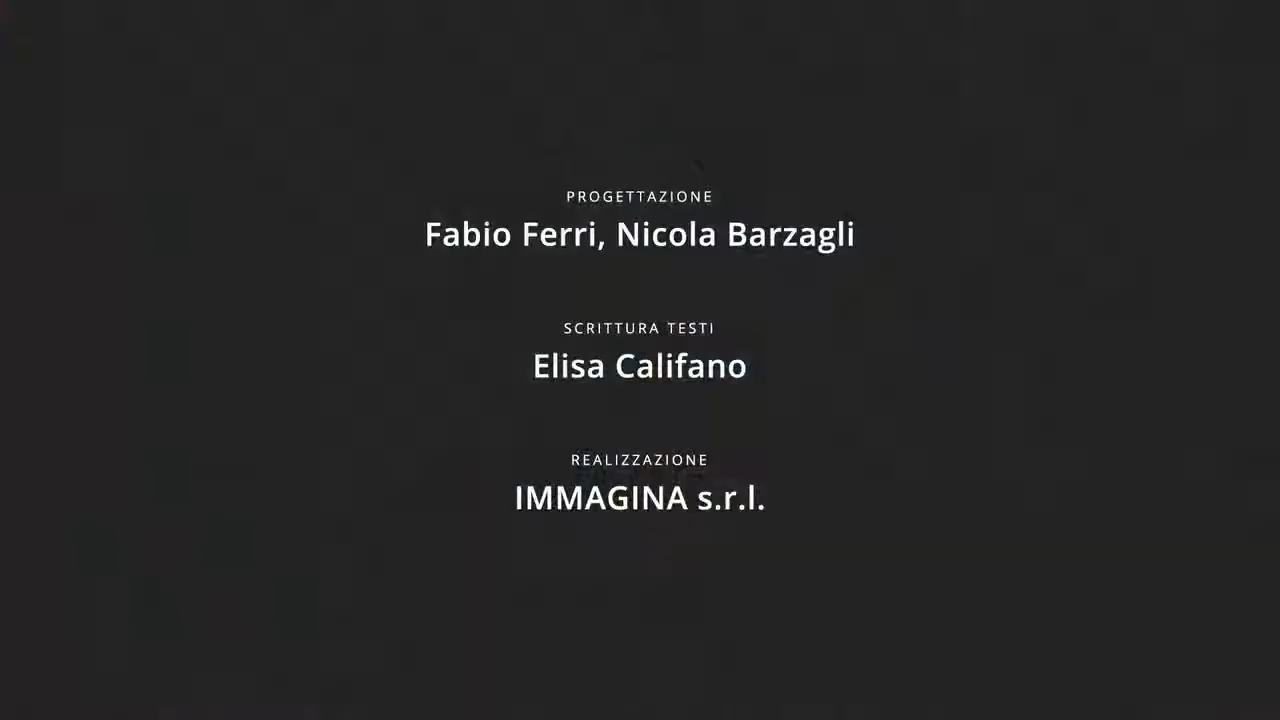 PROGETTAZIONE
Fabio Ferri, Nicola Barzagli
SCRITTURA TESTI
Elisa Califano
REALIZZAZIONE
IMMAGINA s.r.l.